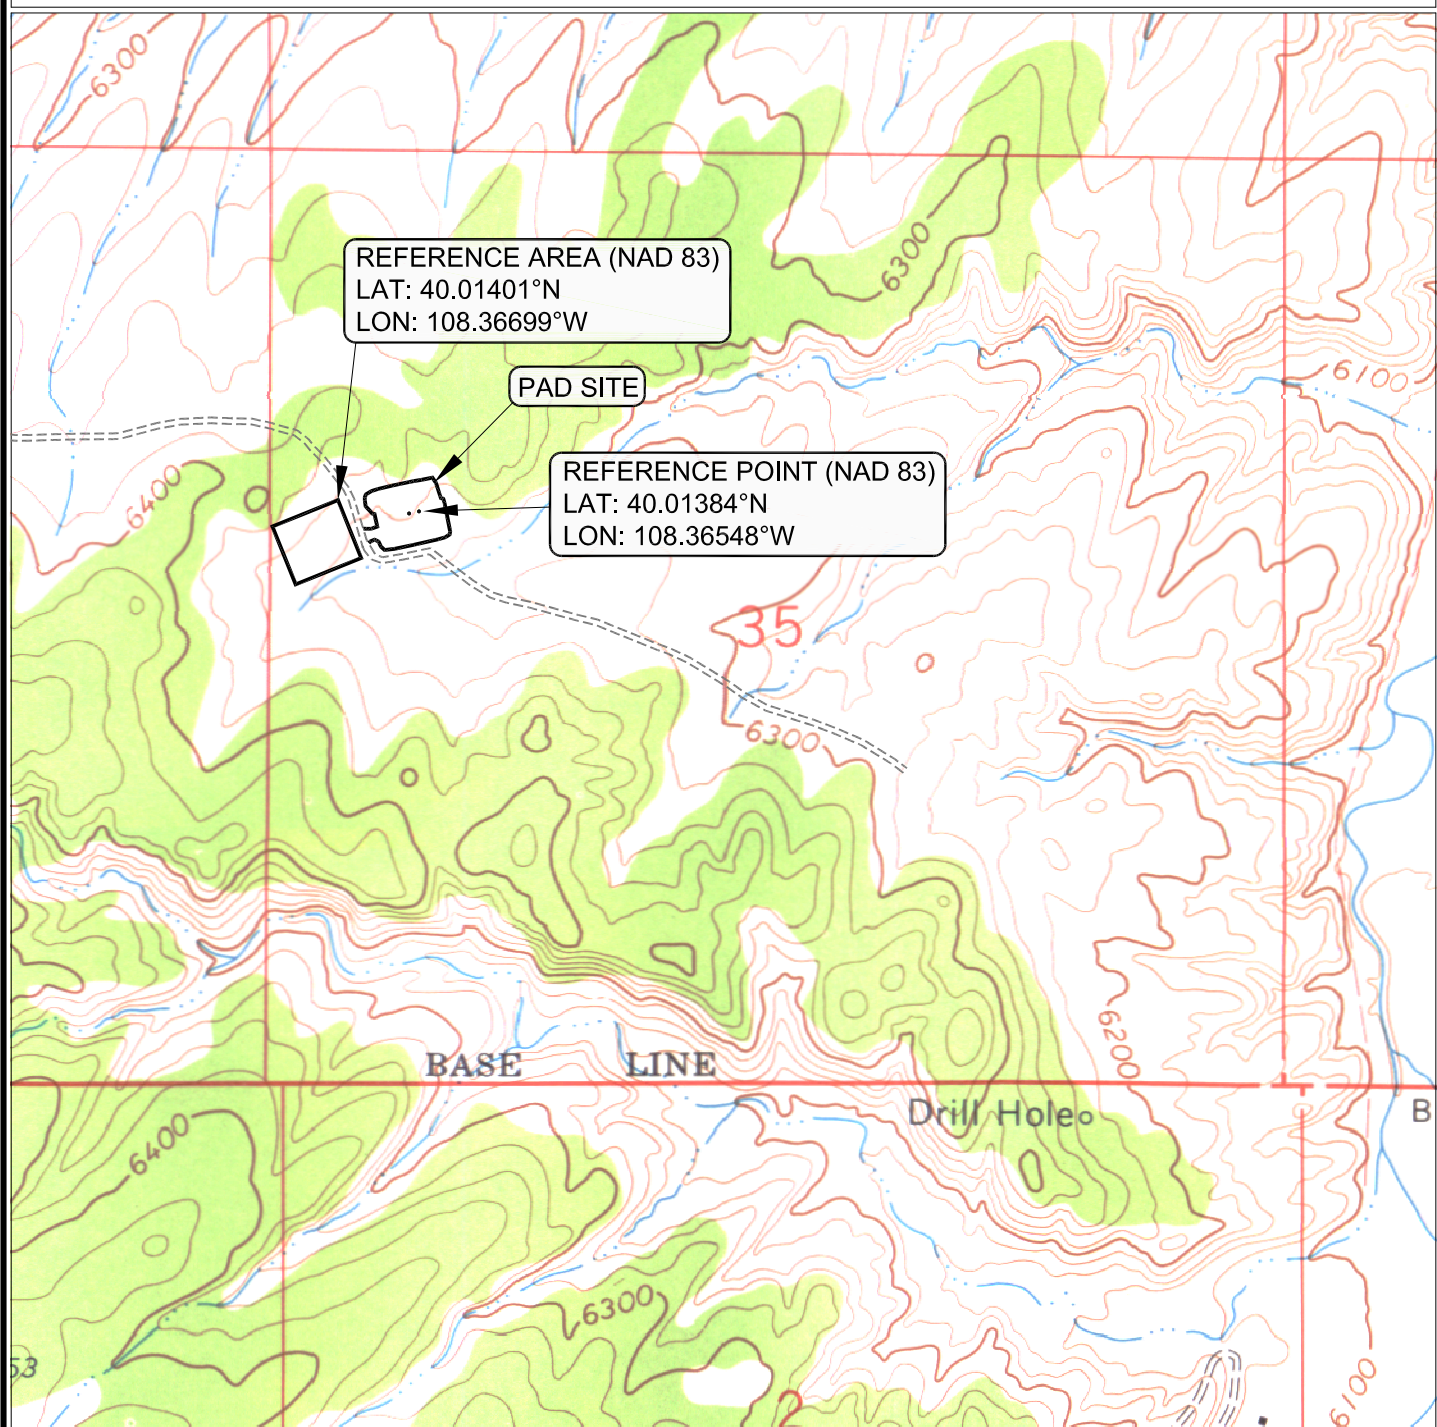 6300
REFERENCE AREA (NAD 83)
LAT: 40.01401°N
LON: 108.36699°W
6300
PAD SITE
6100
REFERENCE POINT (NAD 83)
LAT: 40.01384°N
LON: 108.36548°W
6400
35
6300
6200
BASE LINE
Drill Hole
B
6400
6300
53
6100
2